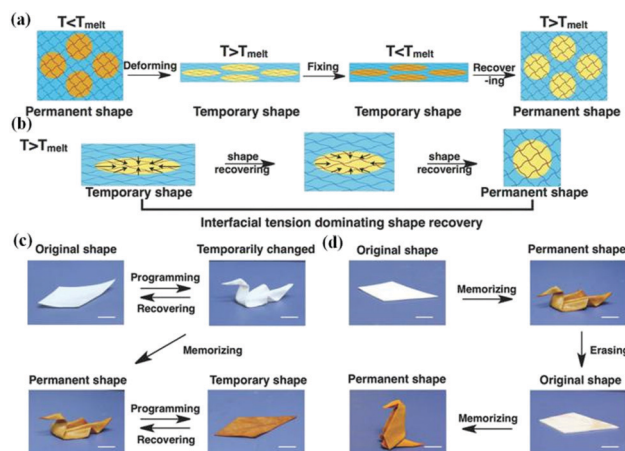 (a)
T<Tmelt
T>Tmelt
Deforming
T>Tmelt
Fixing
T<Tmelt
Recover
-ing
Permanent shape
Temporary shape
Temporary shape
Permanent shape
(b)
T>Tmelt
shape
recovering
shape
recovering
Temporary shape
Permanent shape
Interfacial tension dominating shape recovery
(c)
Original shape
Temporarily changed
Programming
Recovering
Memorizing
Permanent shape
Temporary shape
Programming
Recovering
(d)
Original shape
Permanent shape
Memorizing
Erasing
Permanent shape
Original shape
Memorizing